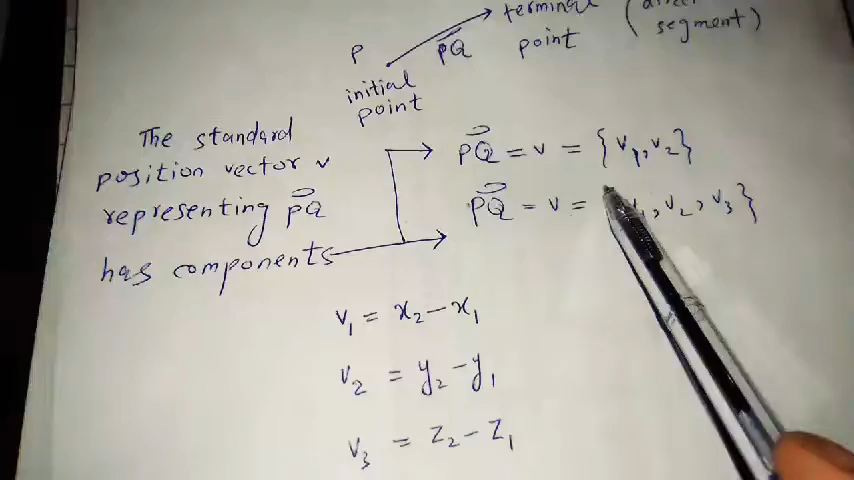 terminal
P
PQ
point
segment)
initial
point
The standard
position vector v
representing PQ
has components
PQ = v = {v₁, v₂}
PQ = v = v₁, v₂, v₃}
v₁ = x₂ − x₁
v₂ = y₂ − y₁
v₃ = z₂ − z₁